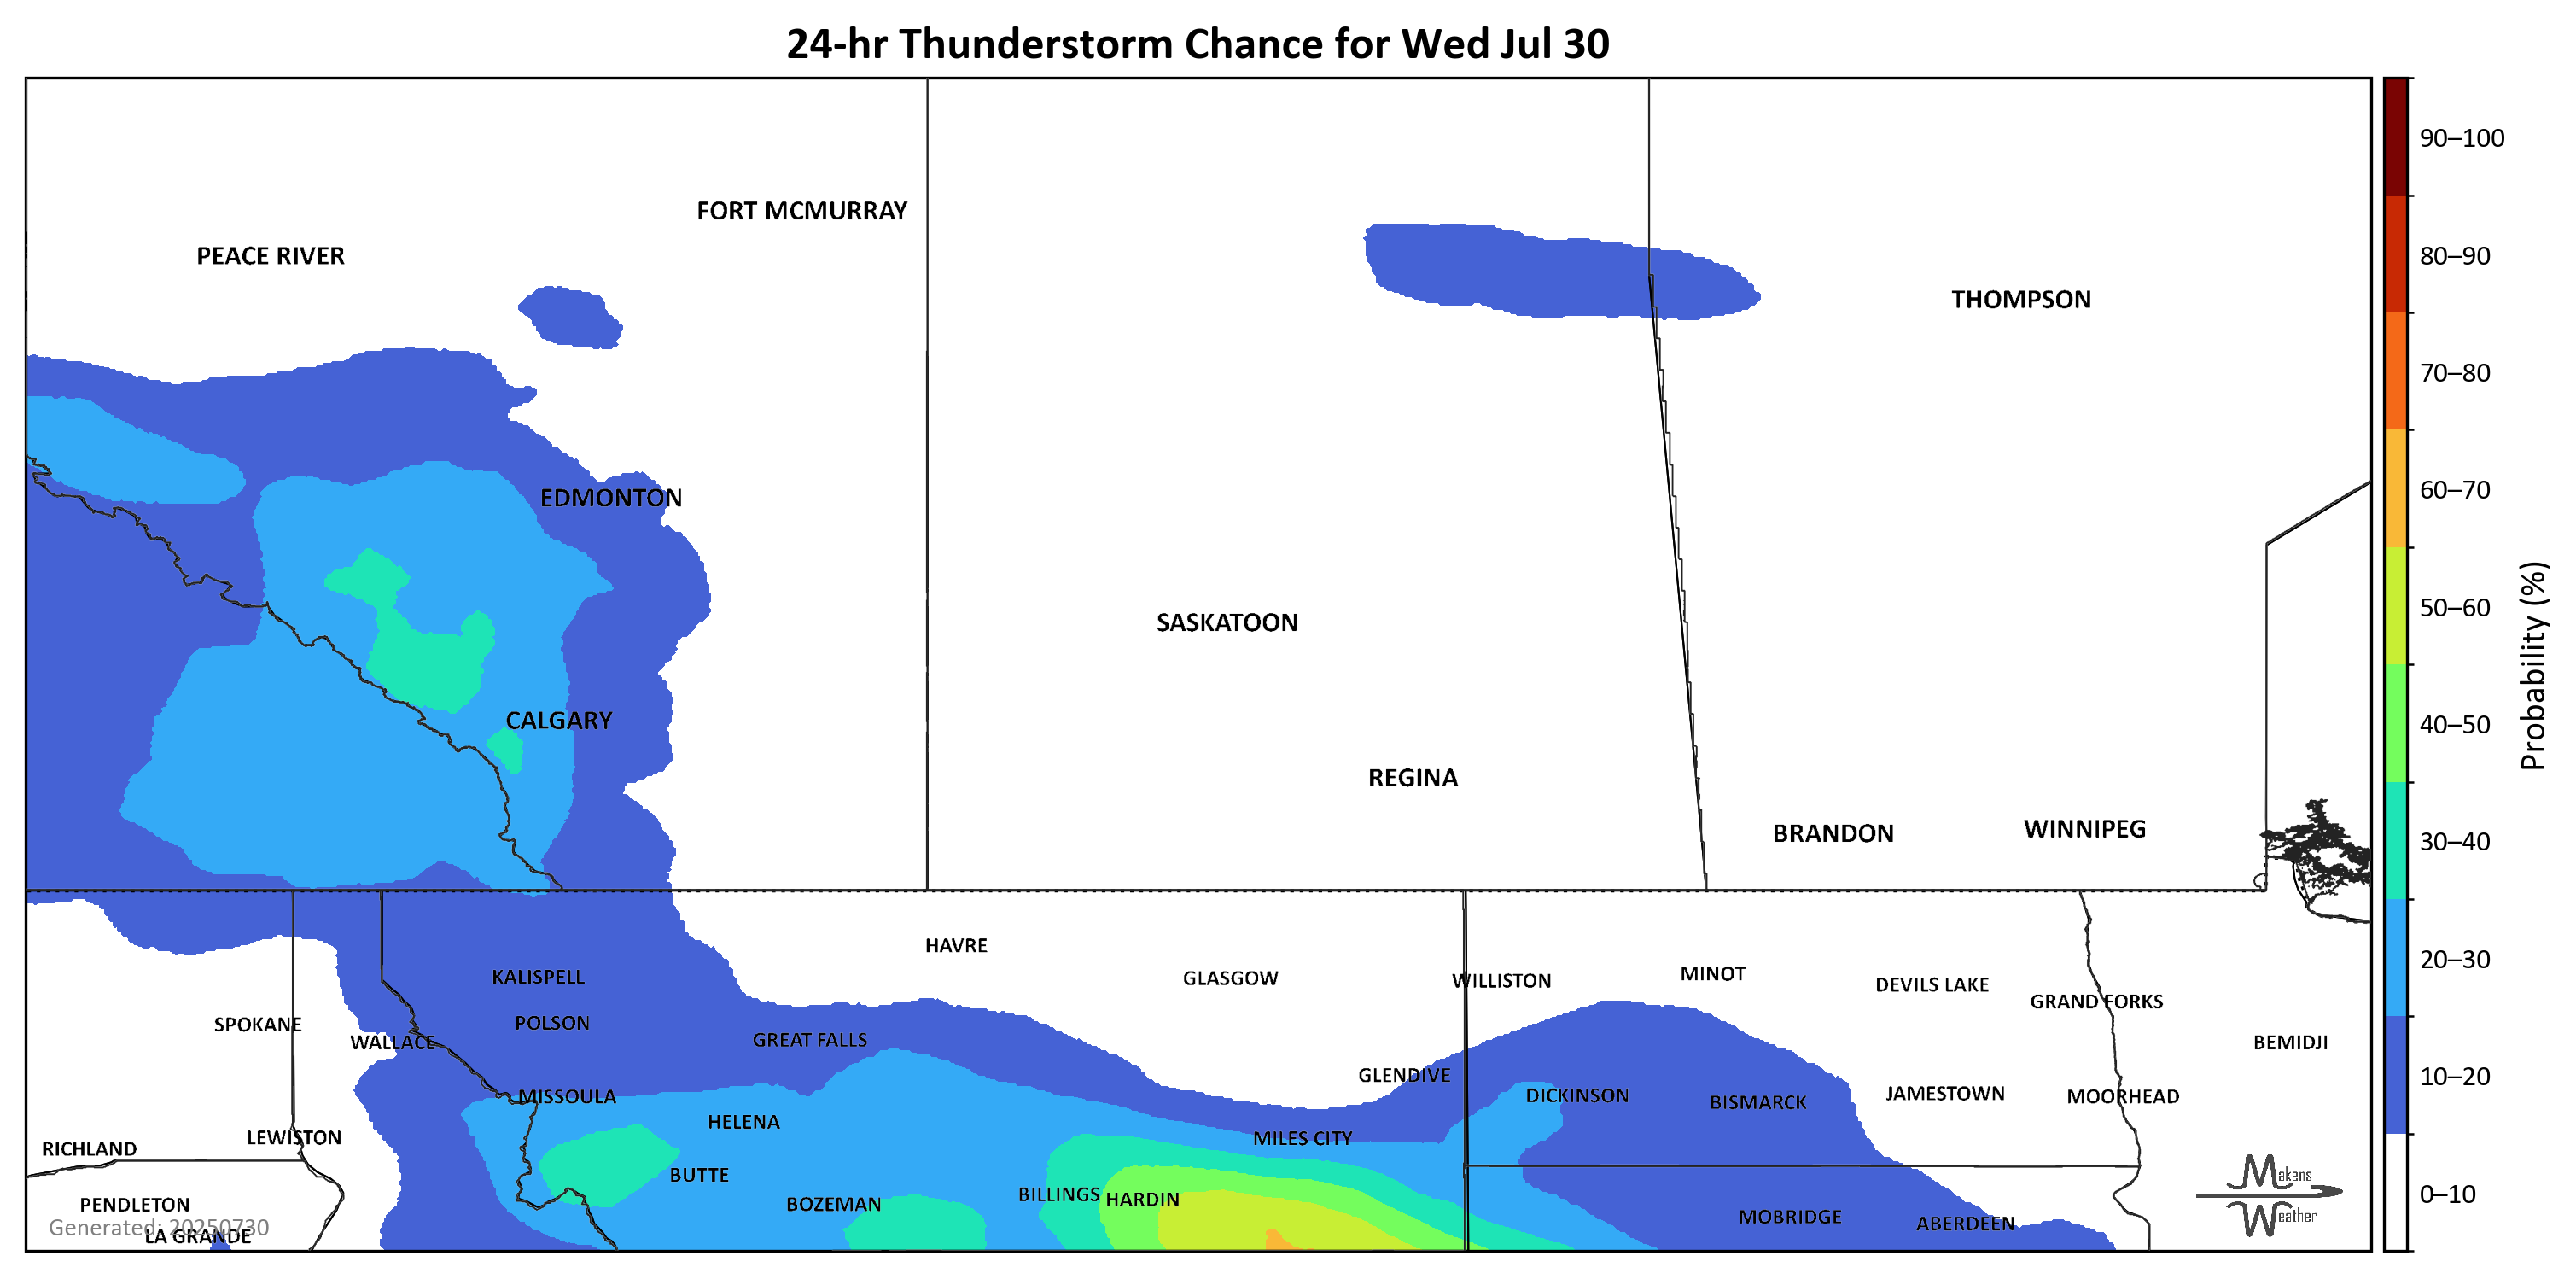 24-hr Thunderstorm Chance for Wed Jul 30
90–100
FORT MCMURRAY
PEACE RIVER
80–90
THOMPSON
70–80
EDMONTON
60–70
SASKATOON
50–60
CALGARY
40–50
REGINA
WINNIPEG
BRANDON
30–40
Probability (%)
HAVRE
20–30
MINOT
KALISPELL
GLASGOW
WILLISTON
DEVILS LAKE
GRAND FORKS
POLSON
SPOKANE
GREAT FALLS
WALLACE
BEMIDJI
GLENDIVE
10–20
JAMESTOWN
DICKINSON
MISSOULA
MOORHEAD
BISMARCK
HELENA
LEWISTON
MILES CITY
RICHLAND
BUTTE
Makens
Weather
BILLINGS
HARDIN
0–10
BOZEMAN
PENDLETON
MOBRIDGE
ABERDEEN
Generated: 20250730
LA GRANDE